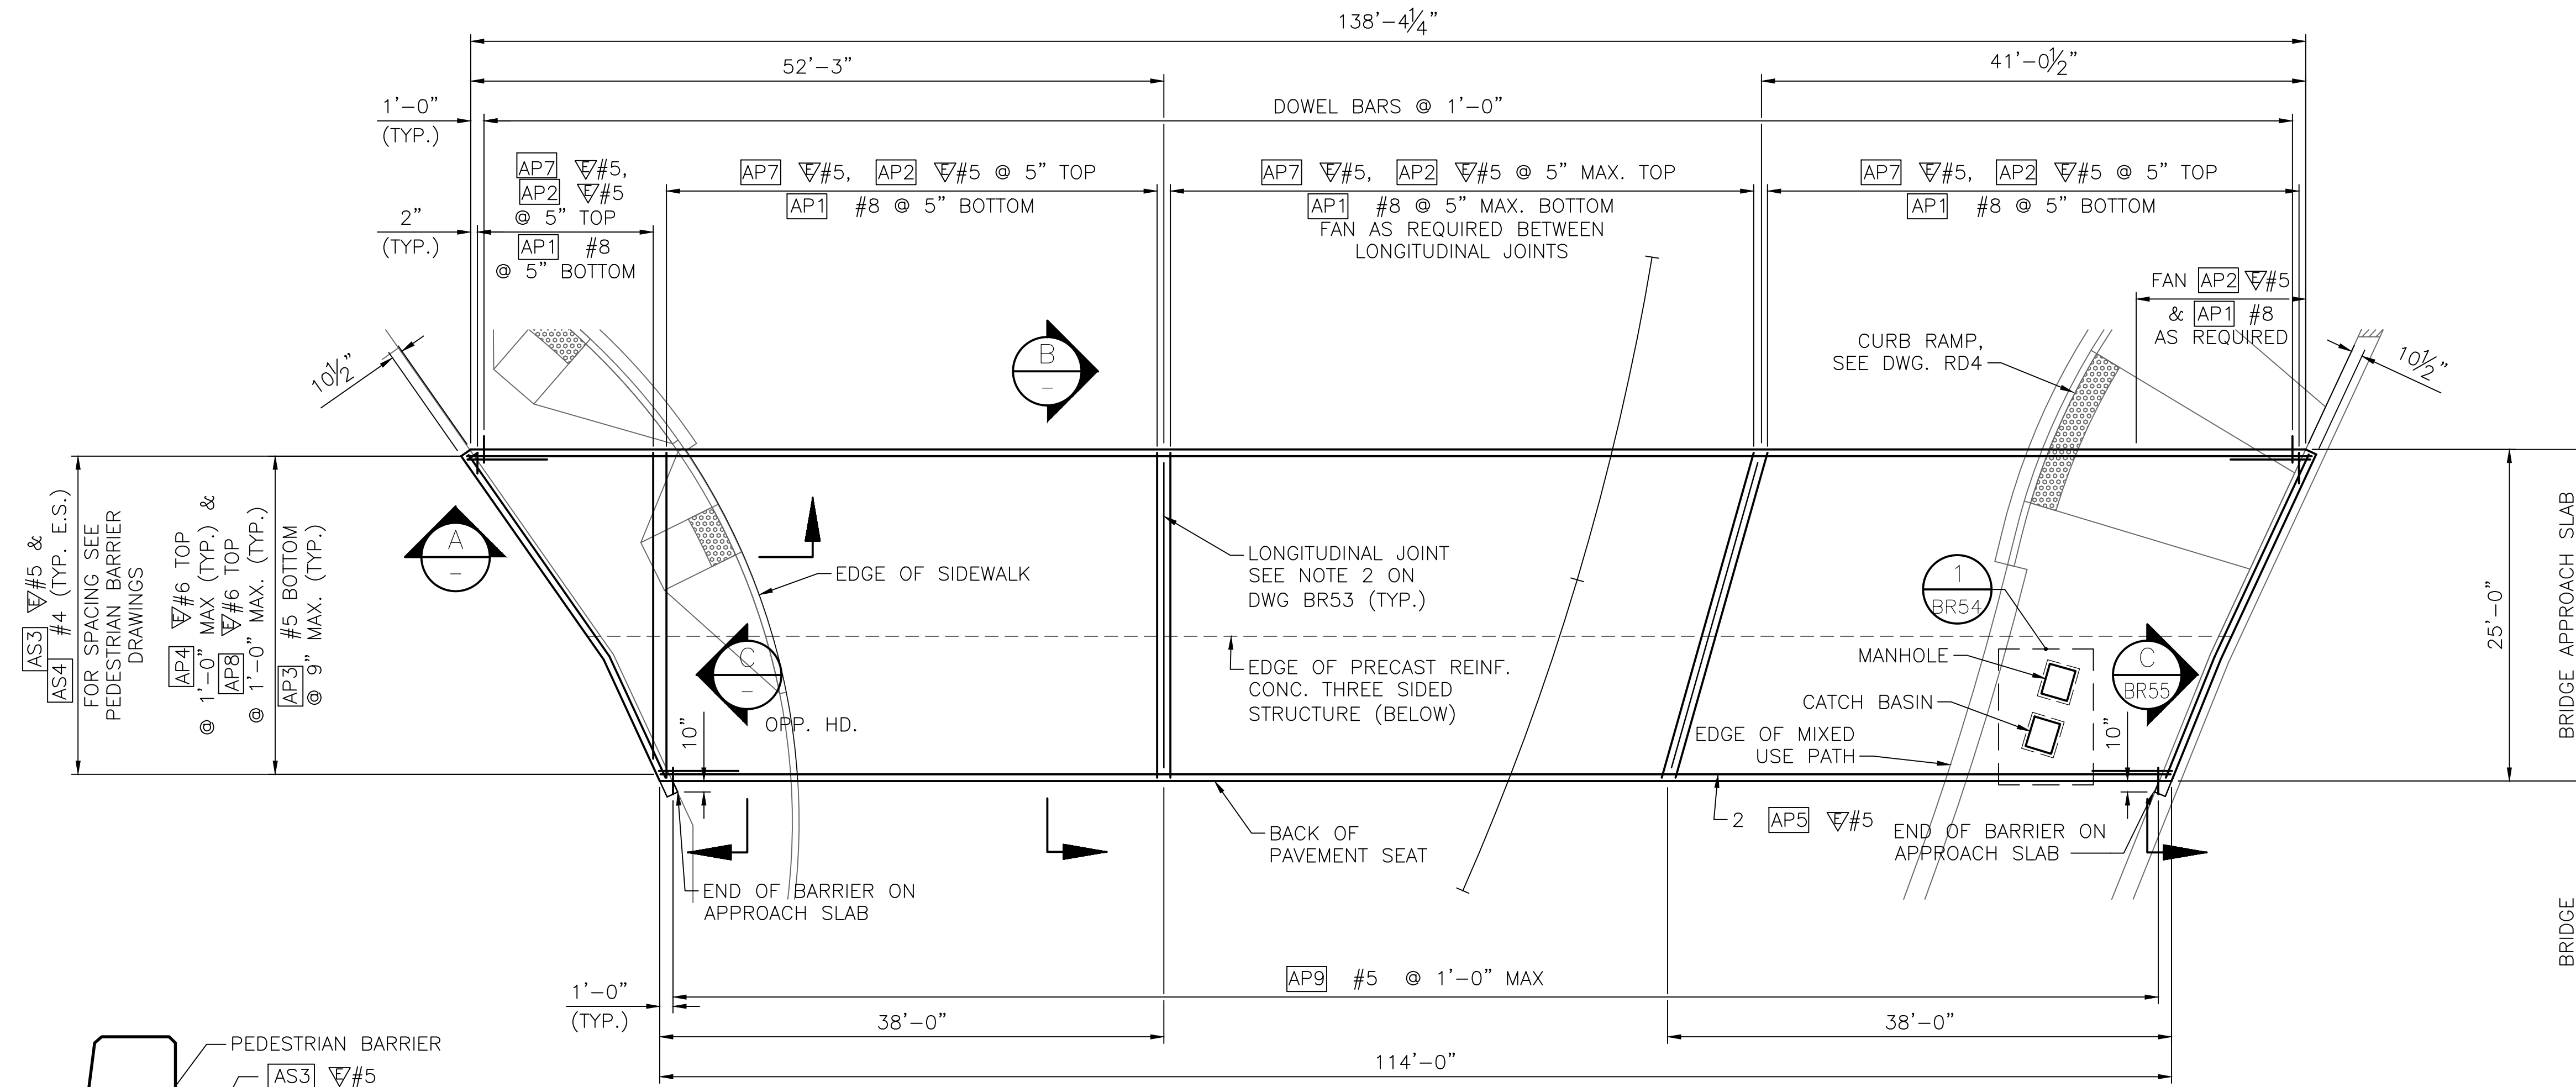 138'-4¼"
52'-3"
41'-0½"
1'-0"
(TYP.)
DOWEL BARS @ 1'-0"
AP7 E#5,
AP2 E#5
@ 5" TOP
AP1 #8
@ 5" BOTTOM
2"
(TYP.)
AP7 E#5, AP2 E#5 @ 5" TOP
AP1 #8 @ 5" BOTTOM
AP7 E#5, AP2 E#5 @ 5" MAX. TOP
AP1 #8 @ 5" MAX. BOTTOM
FAN AS REQUIRED BETWEEN
LONGITUDINAL JOINTS
AP7 E#5, AP2 E#5 @ 5" TOP
AP1 #8 @ 5" BOTTOM
FAN AP2 E#5
& AP1 #8
AS REQUIRED
CURB RAMP,
SEE DWG. RD4
10½"
10½"
B
-
A
-
AS3 E#5 &
AS4 #4 (TYP. E.S.)
FOR SPACING SEE
PEDESTRIAN BARRIER
DRAWINGS
AP4 E#6 TOP
@ 1'-0" MAX (TYP.) &
AP8 E#6 TOP
@ 1'-0" MAX. (TYP.)
AP3 #5 BOTTOM
@ 9" MAX. (TYP.)
EDGE OF SIDEWALK
LONGITUDINAL JOINT
SEE NOTE 2 ON
DWG BR53 (TYP.)
1
BR54
EDGE OF PRECAST REINF.
CONC. THREE SIDED
STRUCTURE (BELOW)
MANHOLE
CATCH BASIN
C
-
OPP. HD.
C
BR55
10"
10"
EDGE OF MIXED
USE PATH
25'-0"
BRIDGE APPROACH SLAB
BRIDGE
2 AP5 E#5
BACK OF
PAVEMENT SEAT
END OF BARRIER ON
APPROACH SLAB
END OF BARRIER ON
APPROACH SLAB
AP9 #5 @ 1'-0" MAX
1'-0"
(TYP.)
38'-0"
38'-0"
114'-0"
PEDESTRIAN BARRIER
AS3 E#5